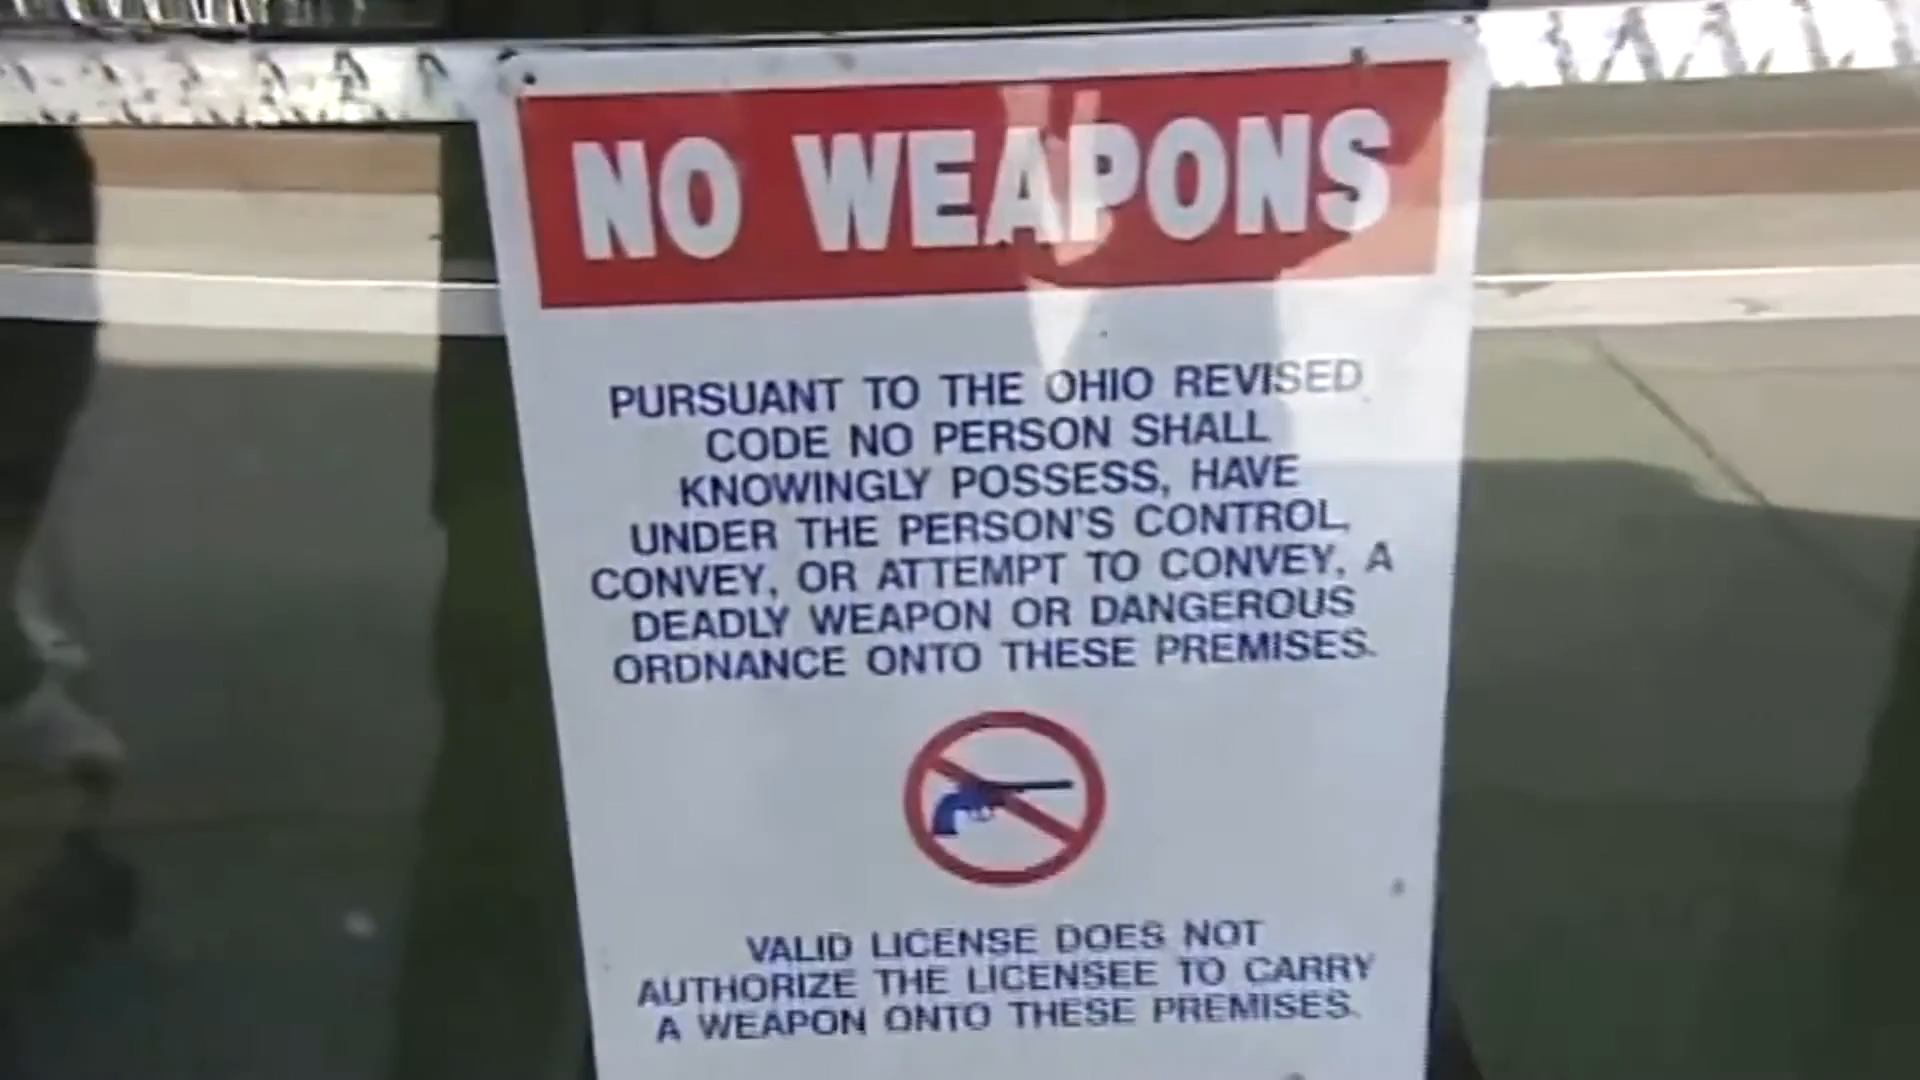 NO WEAPONS
PURSUANT TO THE OHIO REVISED
CODE NO PERSON SHALL
KNOWINGLY POSSESS, HAVE
UNDER THE PERSON'S CONTROL,
CONVEY, OR ATTEMPT TO CONVEY, A
DEADLY WEAPON OR DANGEROUS
ORDNANCE ONTO THESE PREMISES.
VALID LICENSE DOES NOT
AUTHORIZE THE LICENSEE TO CARRY
A WEAPON ONTO THESE PREMISES.